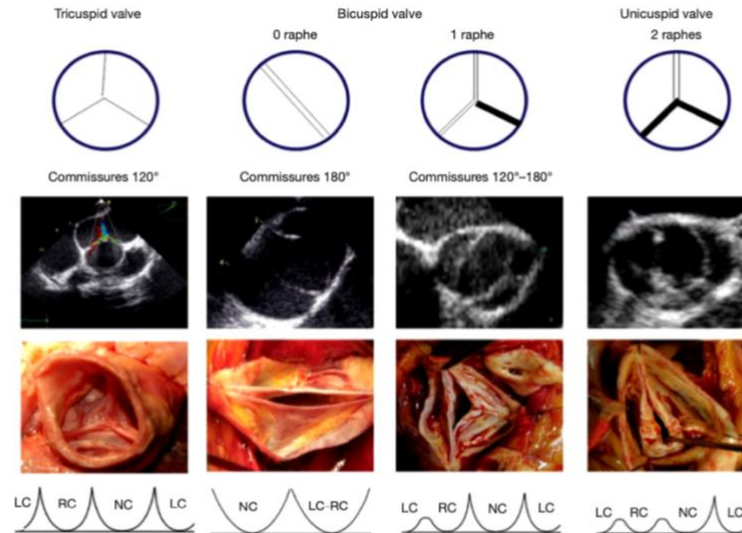 Tricuspid valve
Bicuspid valve
Unicuspid valve
0 raphe
1 raphe
2 raphes
Commissures 120°
Commissures 180°
Commissures 120°–180°
LC RC NC LC
NC LC-RC
LC RC NC LC
LC RC NC LC